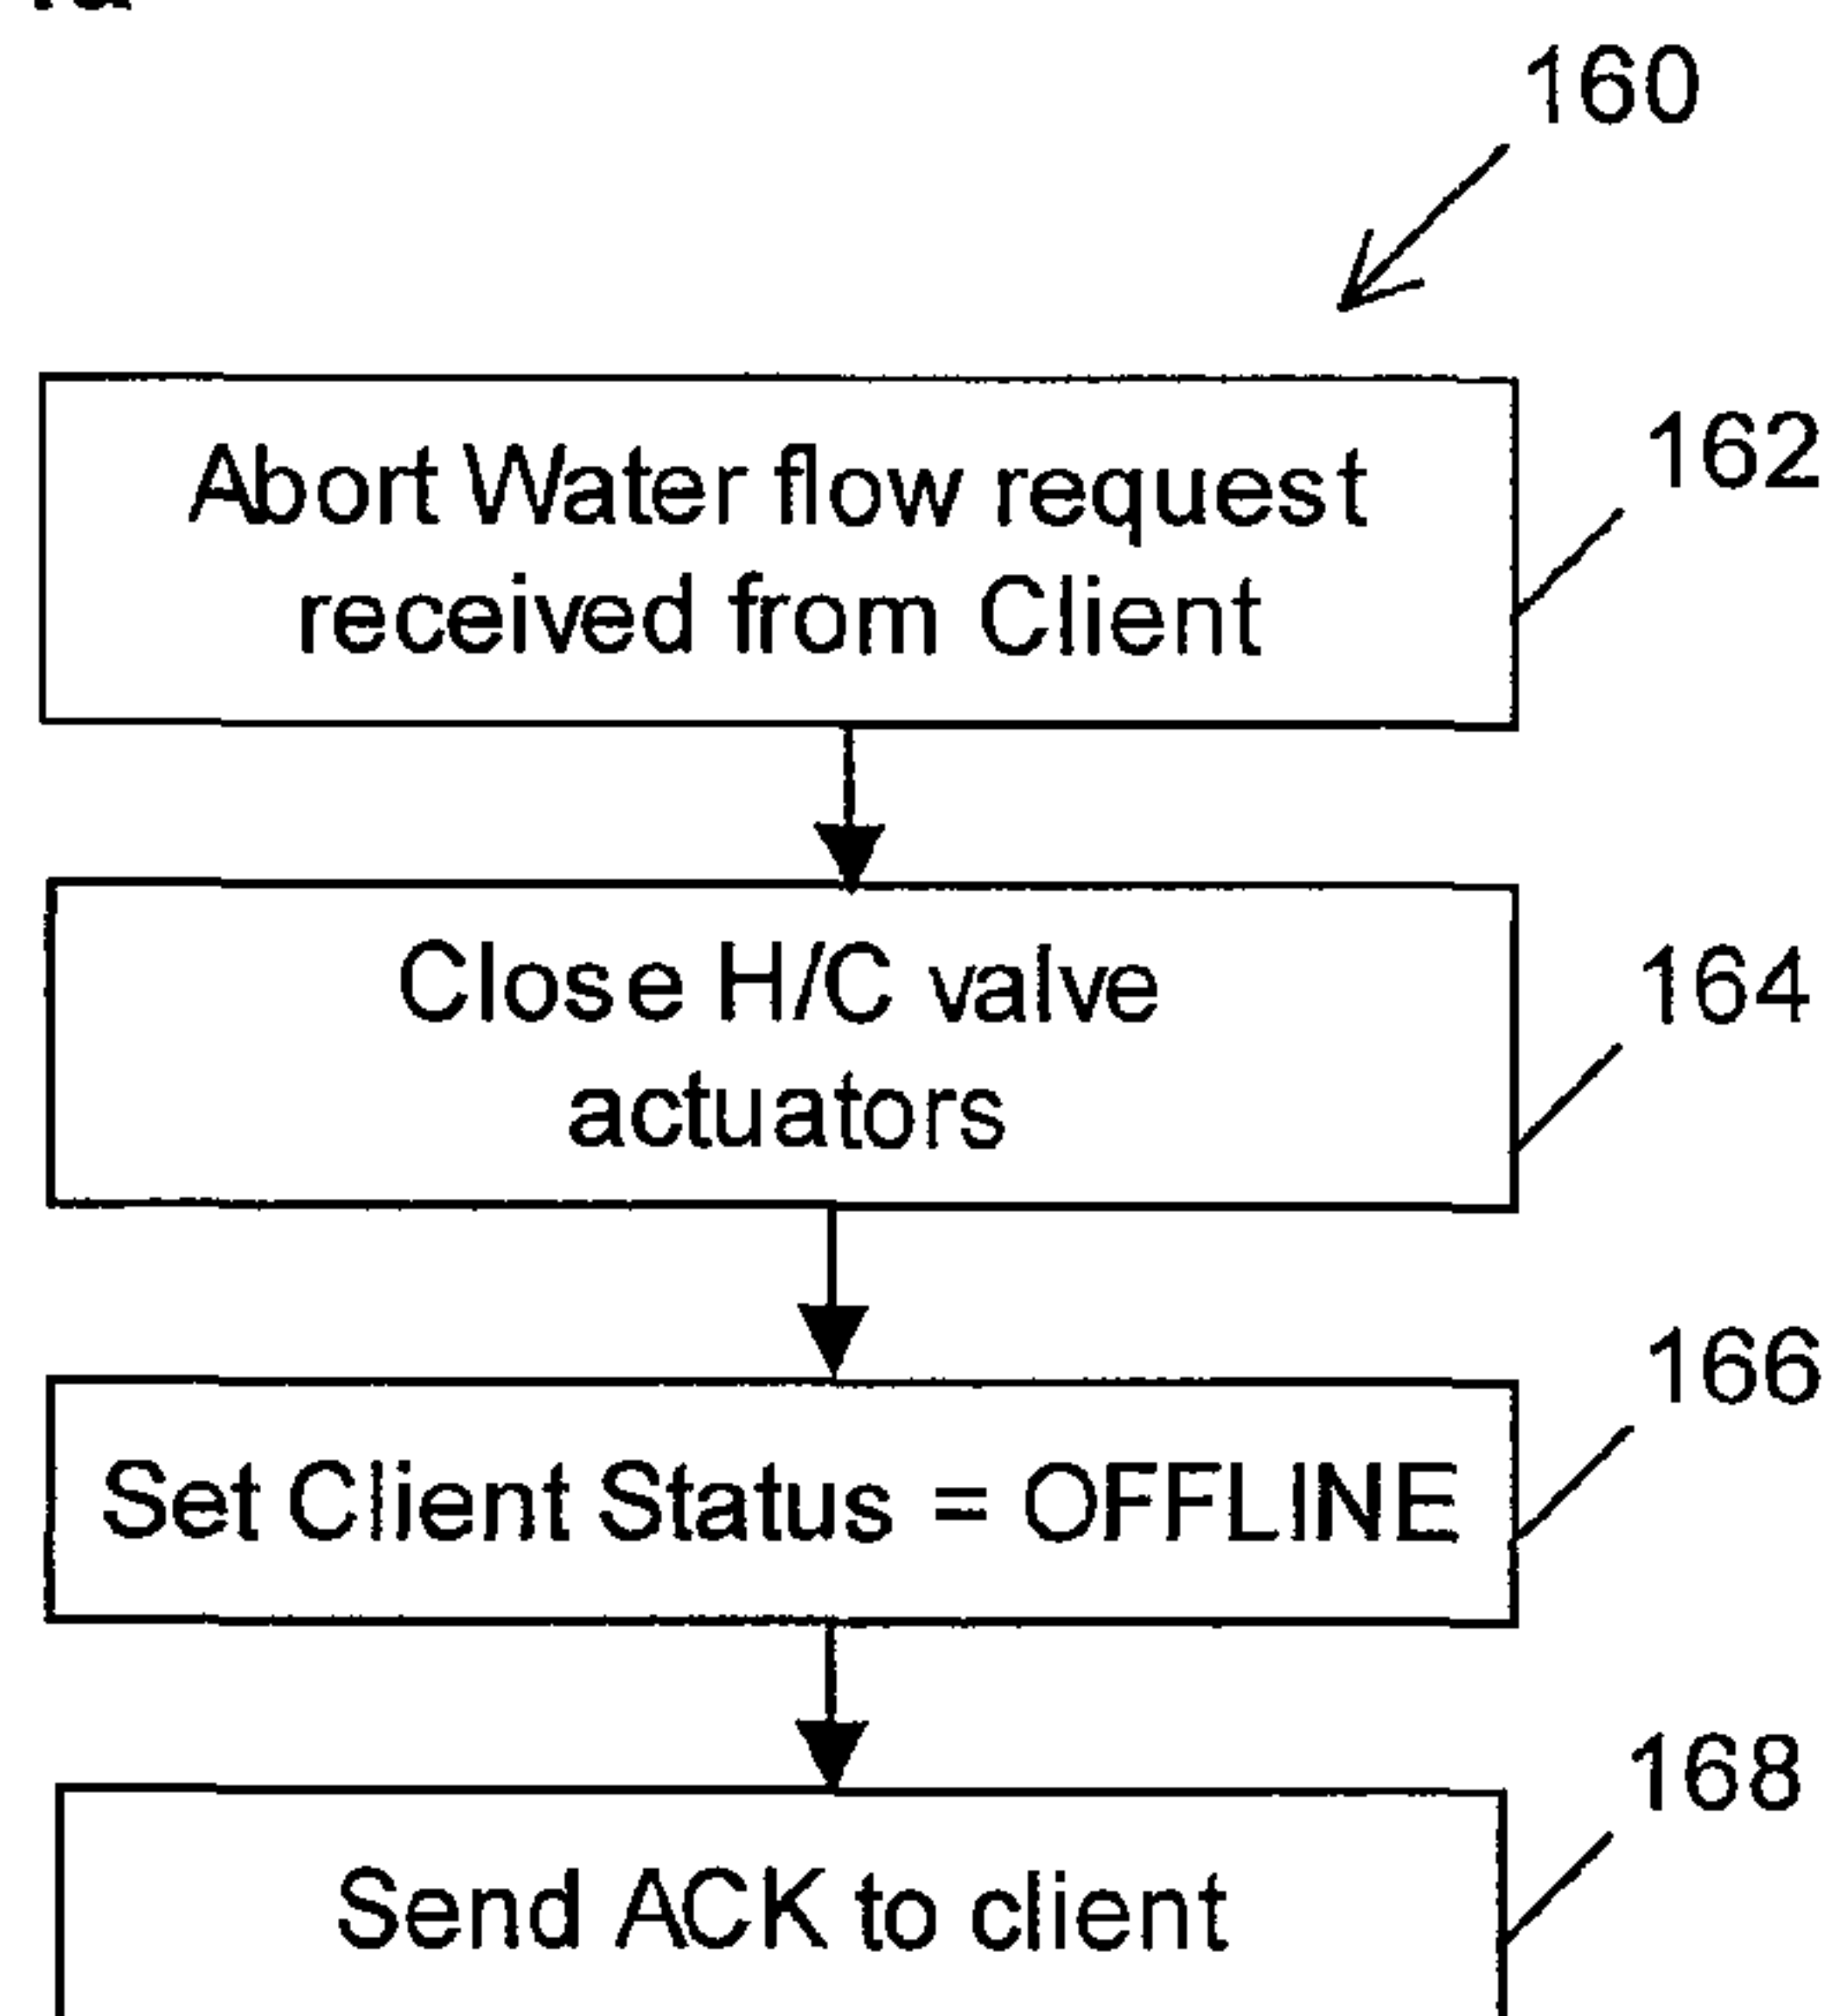 160
Abort Water flow request
received from Client
162
Close H/C valve
actuators
164
Set Client Status = OFFLINE
166
Send ACK to client
168